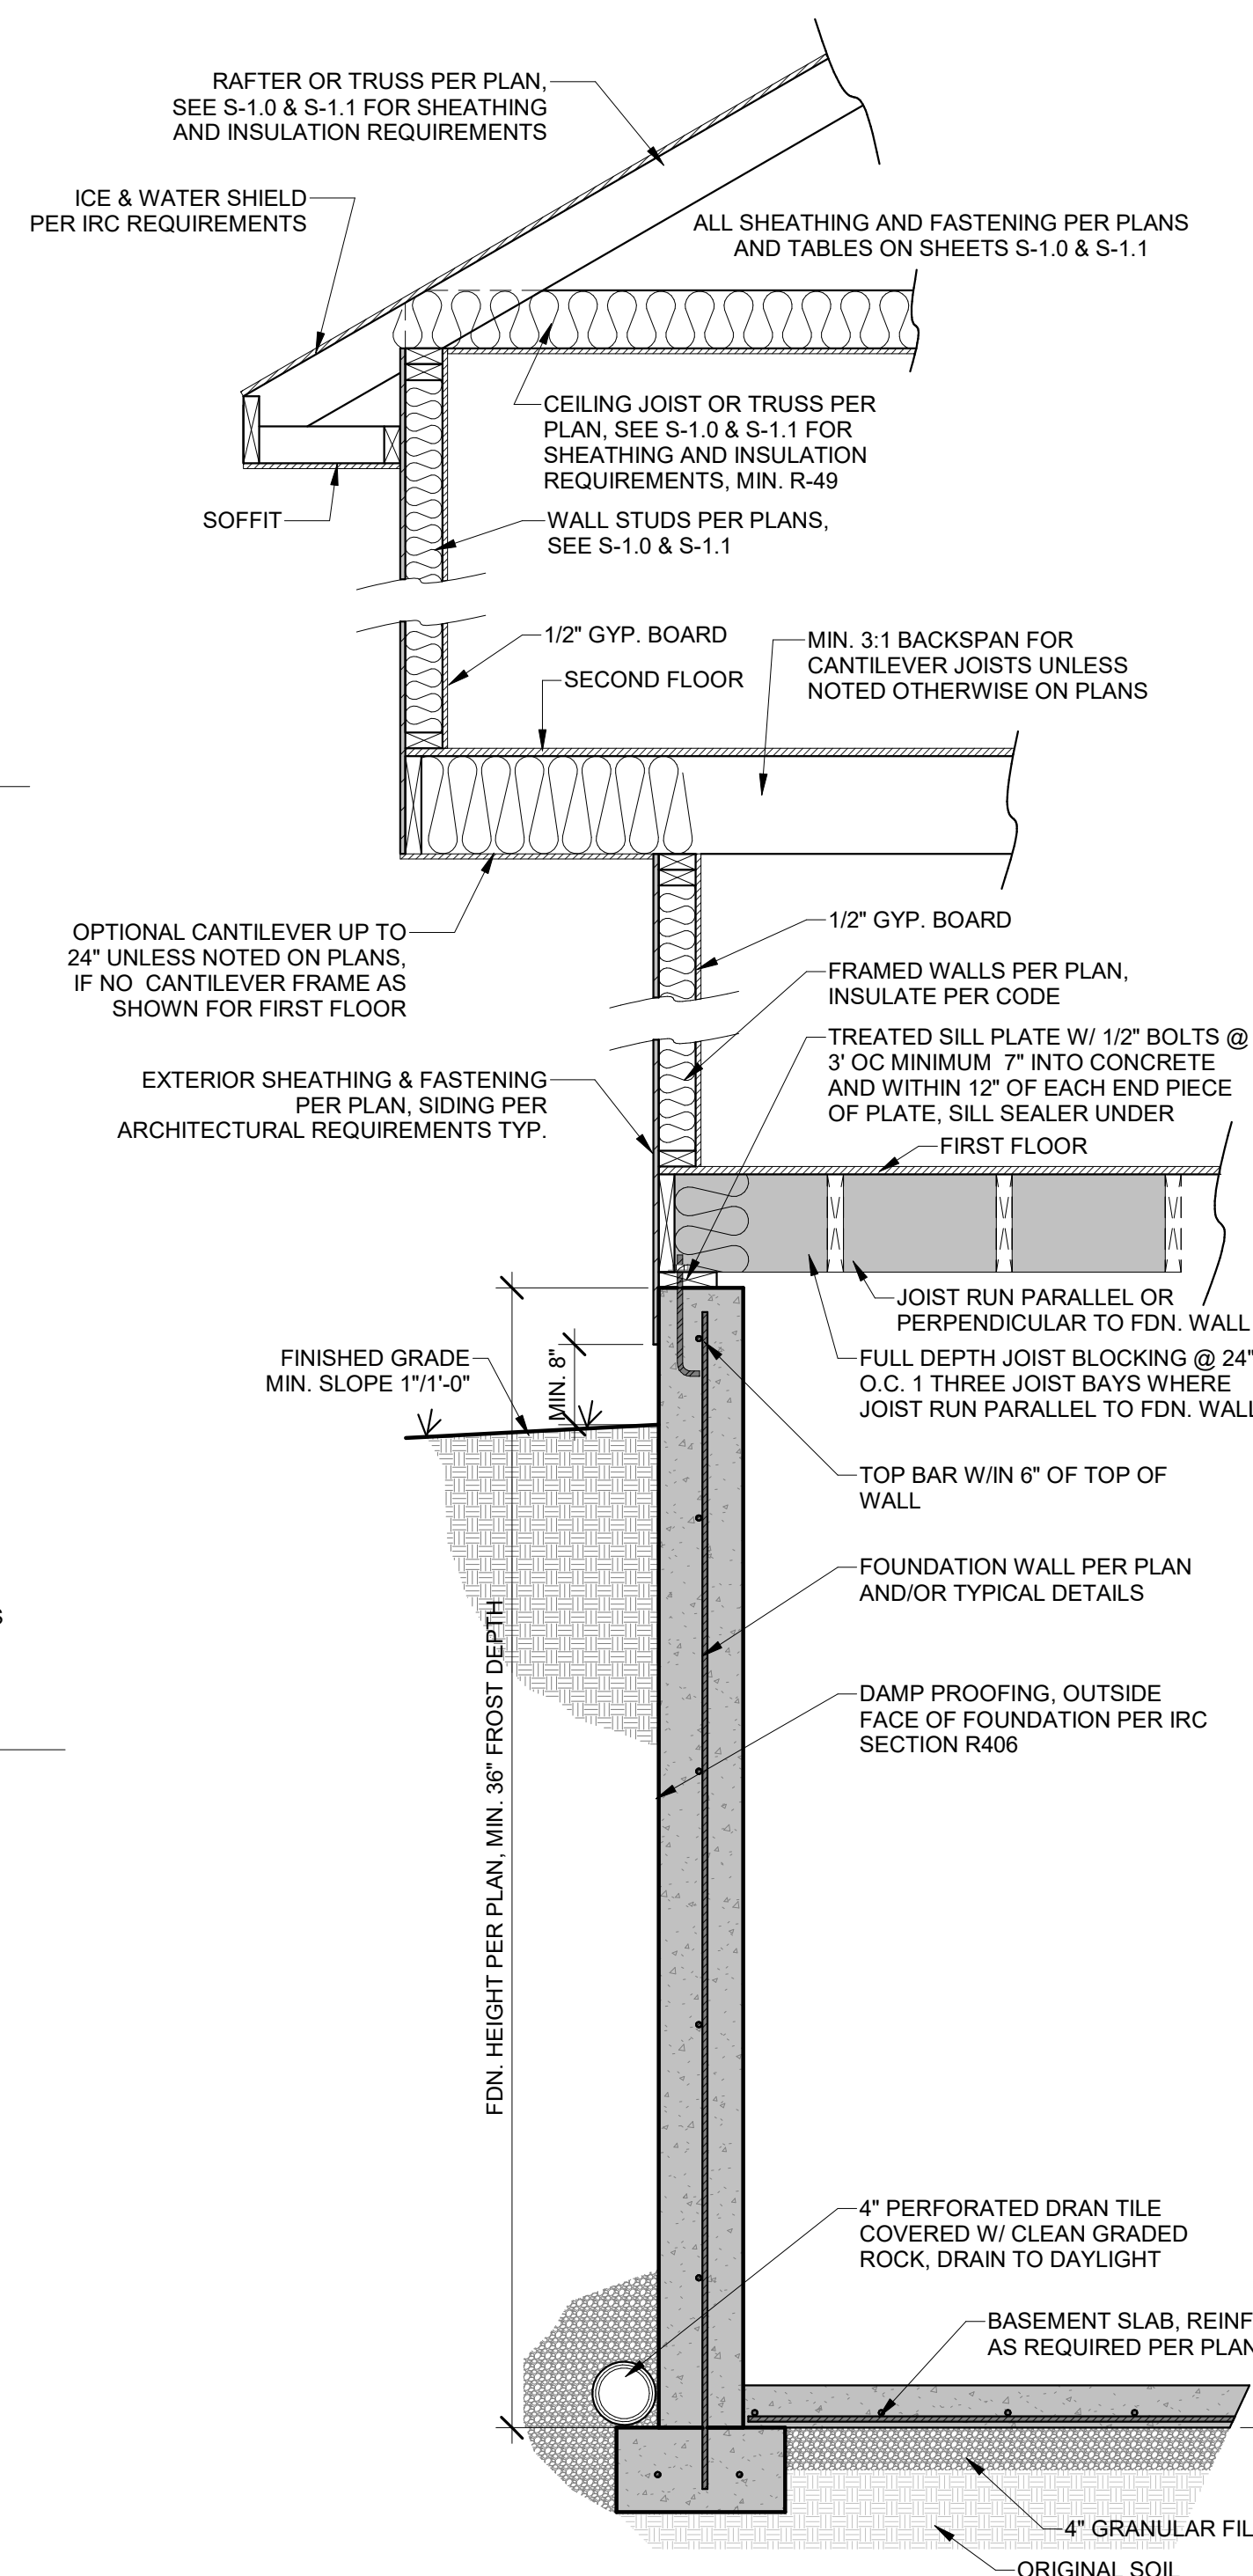 RAFTER OR TRUSS PER PLAN,
SEE S-1.0 & S-1.1 FOR SHEATHING
AND INSULATION REQUIREMENTS
ICE & WATER SHIELD
PER IRC REQUIREMENTS
ALL SHEATHING AND FASTENING PER PLANS
AND TABLES ON SHEETS S-1.0 & S-1.1
CEILING JOIST OR TRUSS PER
PLAN, SEE S-1.0 & S-1.1 FOR
SHEATHING AND INSULATION
REQUIREMENTS, MIN. R-49
SOFFIT
WALL STUDS PER PLANS,
SEE S-1.0 & S-1.1
1/2" GYP. BOARD
SECOND FLOOR
MIN. 3:1 BACKSPAN FOR
CANTILEVER JOISTS UNLESS
NOTED OTHERWISE ON PLANS
OPTIONAL CANTILEVER UP TO
24" UNLESS NOTED ON PLANS,
IF NO CANTILEVER FRAME AS
SHOWN FOR FIRST FLOOR
1/2" GYP. BOARD
FRAMED WALLS PER PLAN,
INSULATE PER CODE
TREATED SILL PLATE W/ 1/2" BOLTS @
3' OC MINIMUM 7" INTO CONCRETE
AND WITHIN 12" OF EACH END PIECE
OF PLATE, SILL SEALER UNDER
EXTERIOR SHEATHING & FASTENING
PER PLAN, SIDING PER
ARCHITECTURAL REQUIREMENTS TYP.
FIRST FLOOR
JOIST RUN PARALLEL OR
PERPENDICULAR TO FDN. WALL
FINISHED GRADE
MIN. SLOPE 1"/1'-0"
MIN. 8"
FULL DEPTH JOIST BLOCKING @ 24"
O.C. 1 THREE JOIST BAYS WHERE
JOIST RUN PARALLEL TO FDN. WALL
TOP BAR W/IN 6" OF TOP OF
WALL
FOUNDATION WALL PER PLAN
AND/OR TYPICAL DETAILS
S
DAMP PROOFING, OUTSIDE
FACE OF FOUNDATION PER IRC
SECTION R406
FDN. HEIGHT PER PLAN, MIN. 36" FROST DEPTH
4" PERFORATED DRAN TILE
COVERED W/ CLEAN GRADED
ROCK, DRAIN TO DAYLIGHT
BASEMENT SLAB, REINF
AS REQUIRED PER PLAN
4" GRANULAR FIL
ORIGINAL SOIL